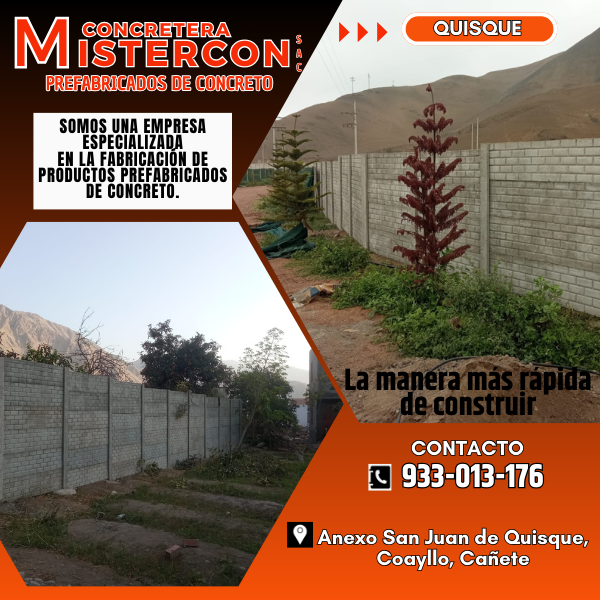 CONCRETERA
MISTERCON
SAC
PREFABRICADOS DE CONCRETO
QUISQUE
SOMOS UNA EMPRESA
ESPECIALIZADA
EN LA FABRICACIÓN DE
PRODUCTOS PREFABRICADOS
DE CONCRETO.
La manera más rápida
de construir
CONTACTO
933-013-176
Anexo San Juan de Quisque,
Coayllo, Cañete